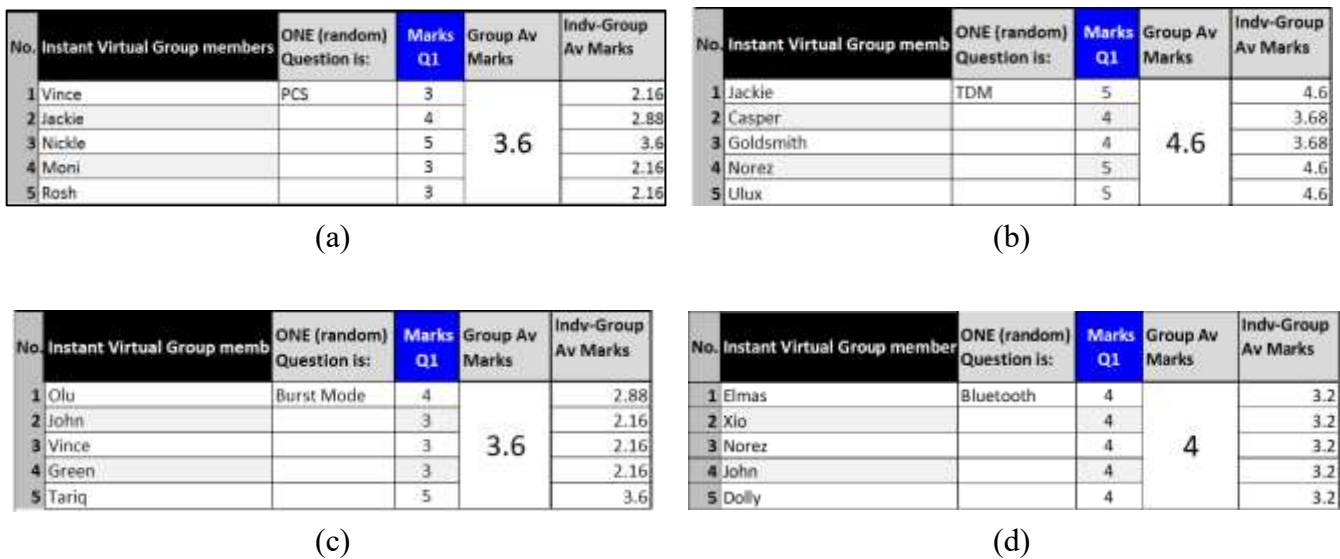 No. Instant Virtual Group members ONE (random) Question is: Marks Q1 Group Av Marks Indv-Group Av Marks
1 Vince PCS 3 3.6 2.16
2 Jackie 4 2.88
3 Nickle 5 3.6
4 Moni 3 2.16
5 Rosh 3 2.16
(a)
No. Instant Virtual Group memb ONE (random) Question is: Marks Q1 Group Av Marks Indv-Group Av Marks
1 Jackie TDM 5 4.6 4.6
2 Casper 4 3.68
3 Goldsmith 4 3.68
4 Norez 5 4.6
5 Ulux 5 4.6
(b)
No. Instant Virtual Group memb ONE (random) Question is: Marks Q1 Group Av Marks Indv-Group Av Marks
1 Olu Burst Mode 4 3.6 2.88
2 John 3 2.16
3 Vince 3 2.16
4 Green 3 2.16
5 Tariq 5 3.6
(c)
No. Instant Virtual Group member ONE (random) Question is: Marks Q1 Group Av Marks Indv-Group Av Marks
1 Elmas Bluetooth 4 4 3.2
2 Xio 4 3.2
3 Norez 4 3.2
4 John 4 3.2
5 Dolly 4 3.2
(d)